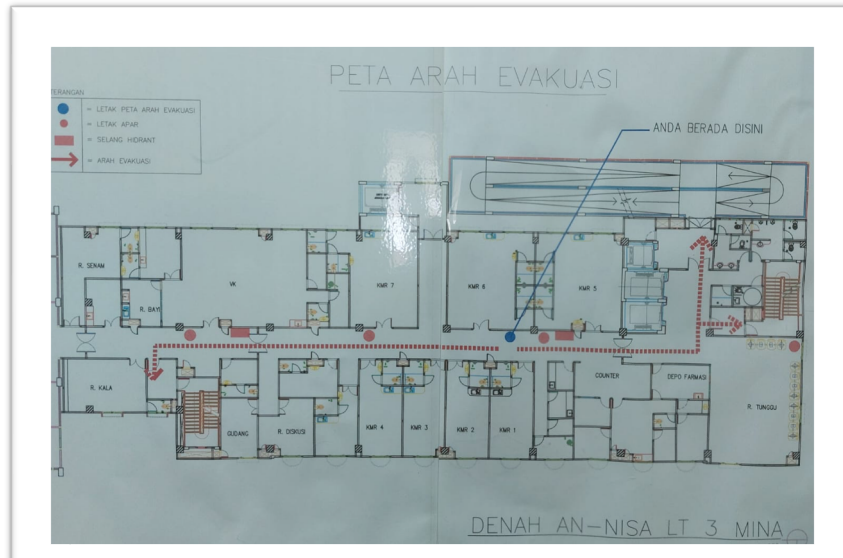 PETA ARAH EVAKUASI
TERANGAN
= LETAK PETA ARAH EVAKUASI
= LETAK APAR
= SELANG HIDRANT
= ARAH EVAKUASI
ANDA BERADA DISINI
R. SENAM
VK
R. BAYI
KMR 7
KMR 6
KMR 5
R. KALA
GUDANG
R. DISKUSI
KMR 4
KMR 3
KMR 2
KMR 1
COUNTER
DEPO FARMASI
R. TUNGGU
DENAH AN-NISA LT 3 MINA